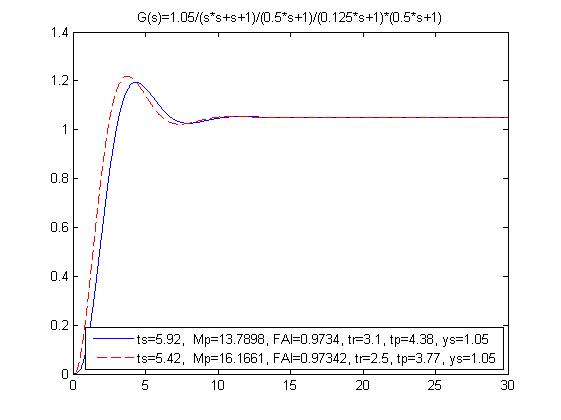 G(s)=1.05/(s*s+s+1)/(0.5*s+1)/(0.125*s+1)*(0.5*s+1)
1.4
1.2
1
0.8
0.6
0.4
0.2
0
ts=5.92, Mp=13.7898, FAI=0.9734, tr=3.1, tp=4.38, ys=1.05
ts=5.42, Mp=16.1661, FAI=0.97342, tr=2.5, tp=3.77, ys=1.05
0 5 10 15 20 25 30